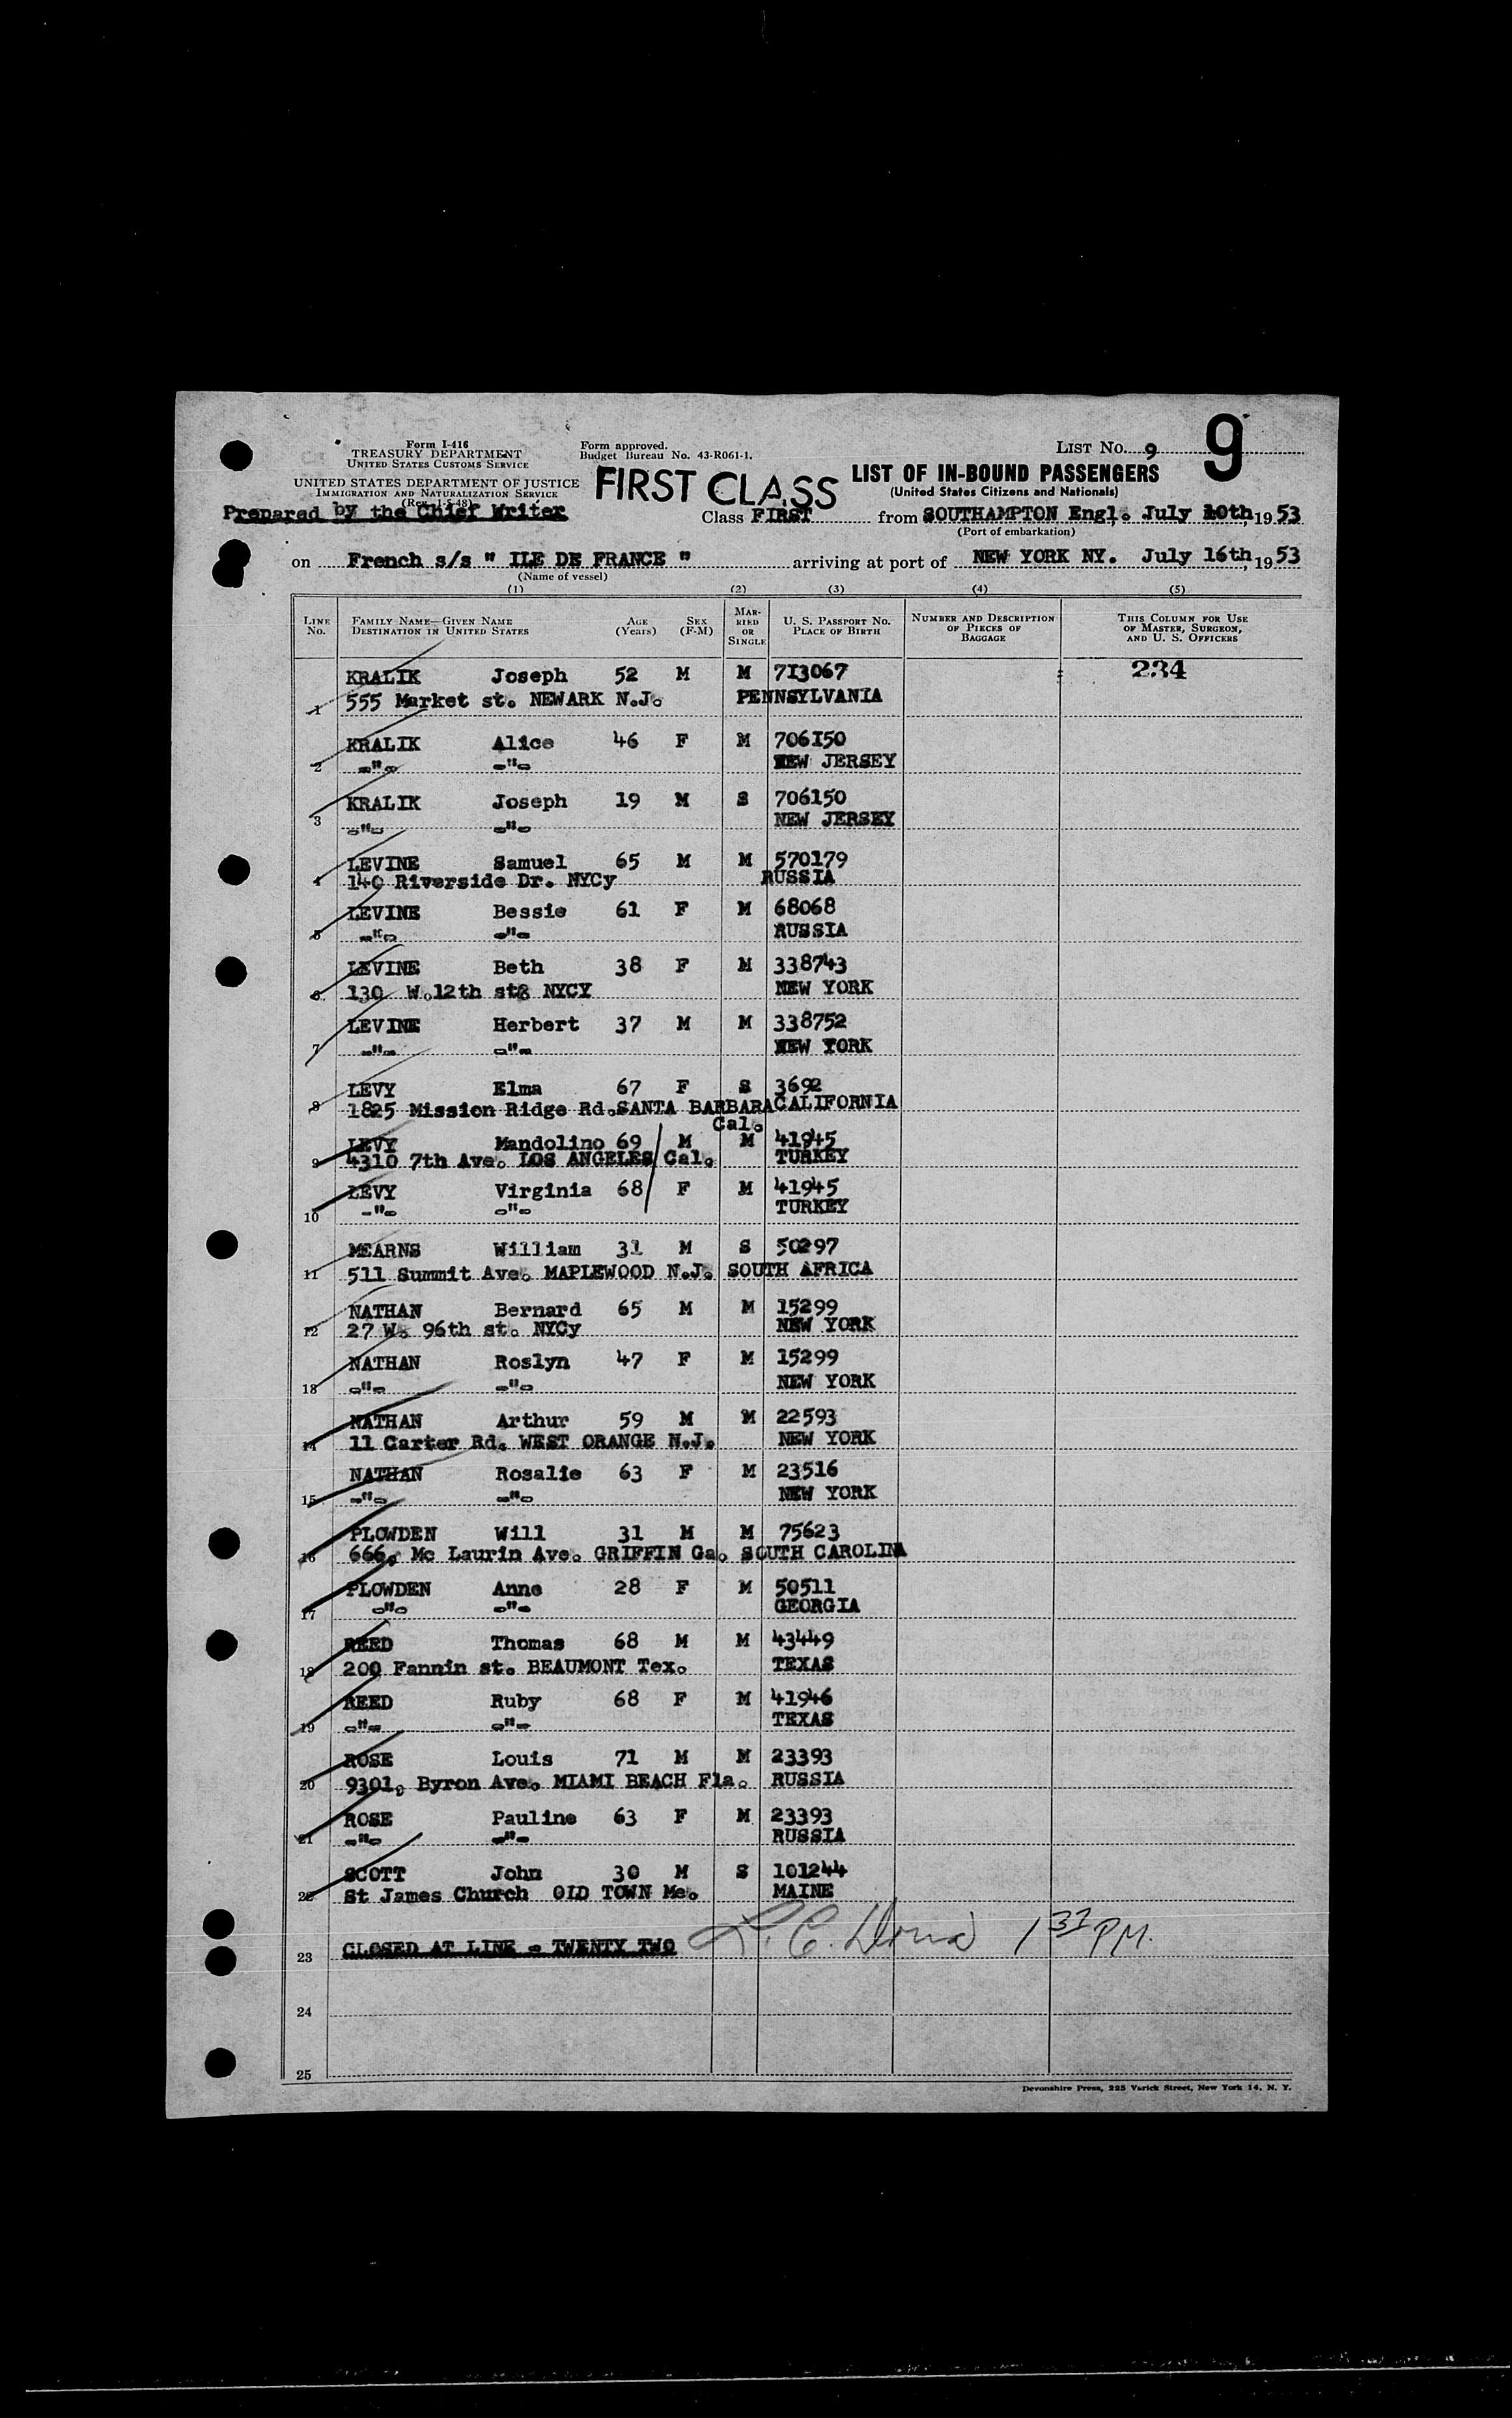 9
Form I-416
TREASURY DEPARTMENT
UNITED STATES CUSTOMS SERVICE
Form approved.
Budget Bureau No. 43-R061-1.
LIST NO. 9
UNITED STATES DEPARTMENT OF JUSTICE
IMMIGRATION AND NATURALIZATION SERVICE
(Rev. 1-5-48)
FIRST CLASS
LIST OF IN-BOUND PASSENGERS
(United States Citizens and Nationals)
Prepared by the Chief Writer
Class FIRST from SOUTHAMPTON Engl. July 10th, 1953
(Port of embarkation)
on French s/s " ILE DE FRANCE " arriving at port of NEW YORK NY. July 16th, 1953
(Name of vessel)
(1) (2) (3) (4) (5)
LINE No. FAMILY NAME—GIVEN NAME DESTINATION IN UNITED STATES AGE (Years) SEX (F-M) MARRIED OR SINGLE U. S. PASSPORT NO. PLACE OF BIRTH NUMBER AND DESCRIPTION OF PIECES OF BAGGAGE THIS COLUMN FOR USE OF MASTER, SURGEON, AND U. S. OFFICERS
KRALIK Joseph 52 M M 7I3067 234
1 555 Market st. NEWARK N.J. PENNSYLVANIA
KRALIK Alice 46 F M 706I50
2 -"- -"- NEW JERSEY
KRALIK Joseph 19 M S 706150
3 -"- -"- NEW JERSEY
LEVINE Samuel 65 M M 570179
4 140 Riverside Dr. NYCy RUSSIA
LEVINE Bessie 61 F M 68068
5 -"- -"- RUSSIA
LEVINE Beth 38 F M 338743
6 130 W.12th st& NYCY NEW YORK
LEVINE Herbert 37 M M 338752
7 -"- -"- NEW YORK
LEVY Elma 67 F S 3692
8 1825 Mission Ridge Rd.SANTA BARBARA CALIFORNIA
Cal.
LEVY Mandolino 69 M M 41945
9 4310 7th Ave. LOS ANGELES Cal. TURKEY
LEVY Virginia 68 F M 41945
10 -"- -"- TURKEY
MEARNS William 31 M S 50297
11 511 Summit Ave. MAPLEWOOD N.J. SOUTH AFRICA
NATHAN Bernard 65 M M 15299
12 27 W. 96th st. NYCy NEW YORK
NATHAN Roslyn 47 F M 15299
13 -"- -"- NEW YORK
NATHAN Arthur 59 M M 22593
14 11 Carter Rd. WEST ORANGE N.J. NEW YORK
NATHAN Rosalie 63 F M 23516
15 -"- -"- NEW YORK
PLOWDEN Will 31 M M 75623
16 666, Mc Laurin Ave. GRIFFIN Ga. SOUTH CAROLINA
PLOWDEN Anne 28 F M 50511
17 -"- -"- GEORGIA
REED Thomas 68 M M 43449
18 200 Fannin st. BEAUMONT Tex. TEXAS
REED Ruby 68 F M 41946
19 -"- -"- TEXAS
ROSE Louis 71 M M 23393
20 9301, Byron Ave. MIAMI BEACH Fla. RUSSIA
ROSE Pauline 63 F M 23393
21 -"- -"- RUSSIA
SCOTT John 30 M S 101244
22 St James Church OLD TOWN Me. MAINE
23 CLOSED AT LINE - TWENTY TWO PM.
24
25
Devonshire Press, 225 Varick Street, New York 14, N. Y.